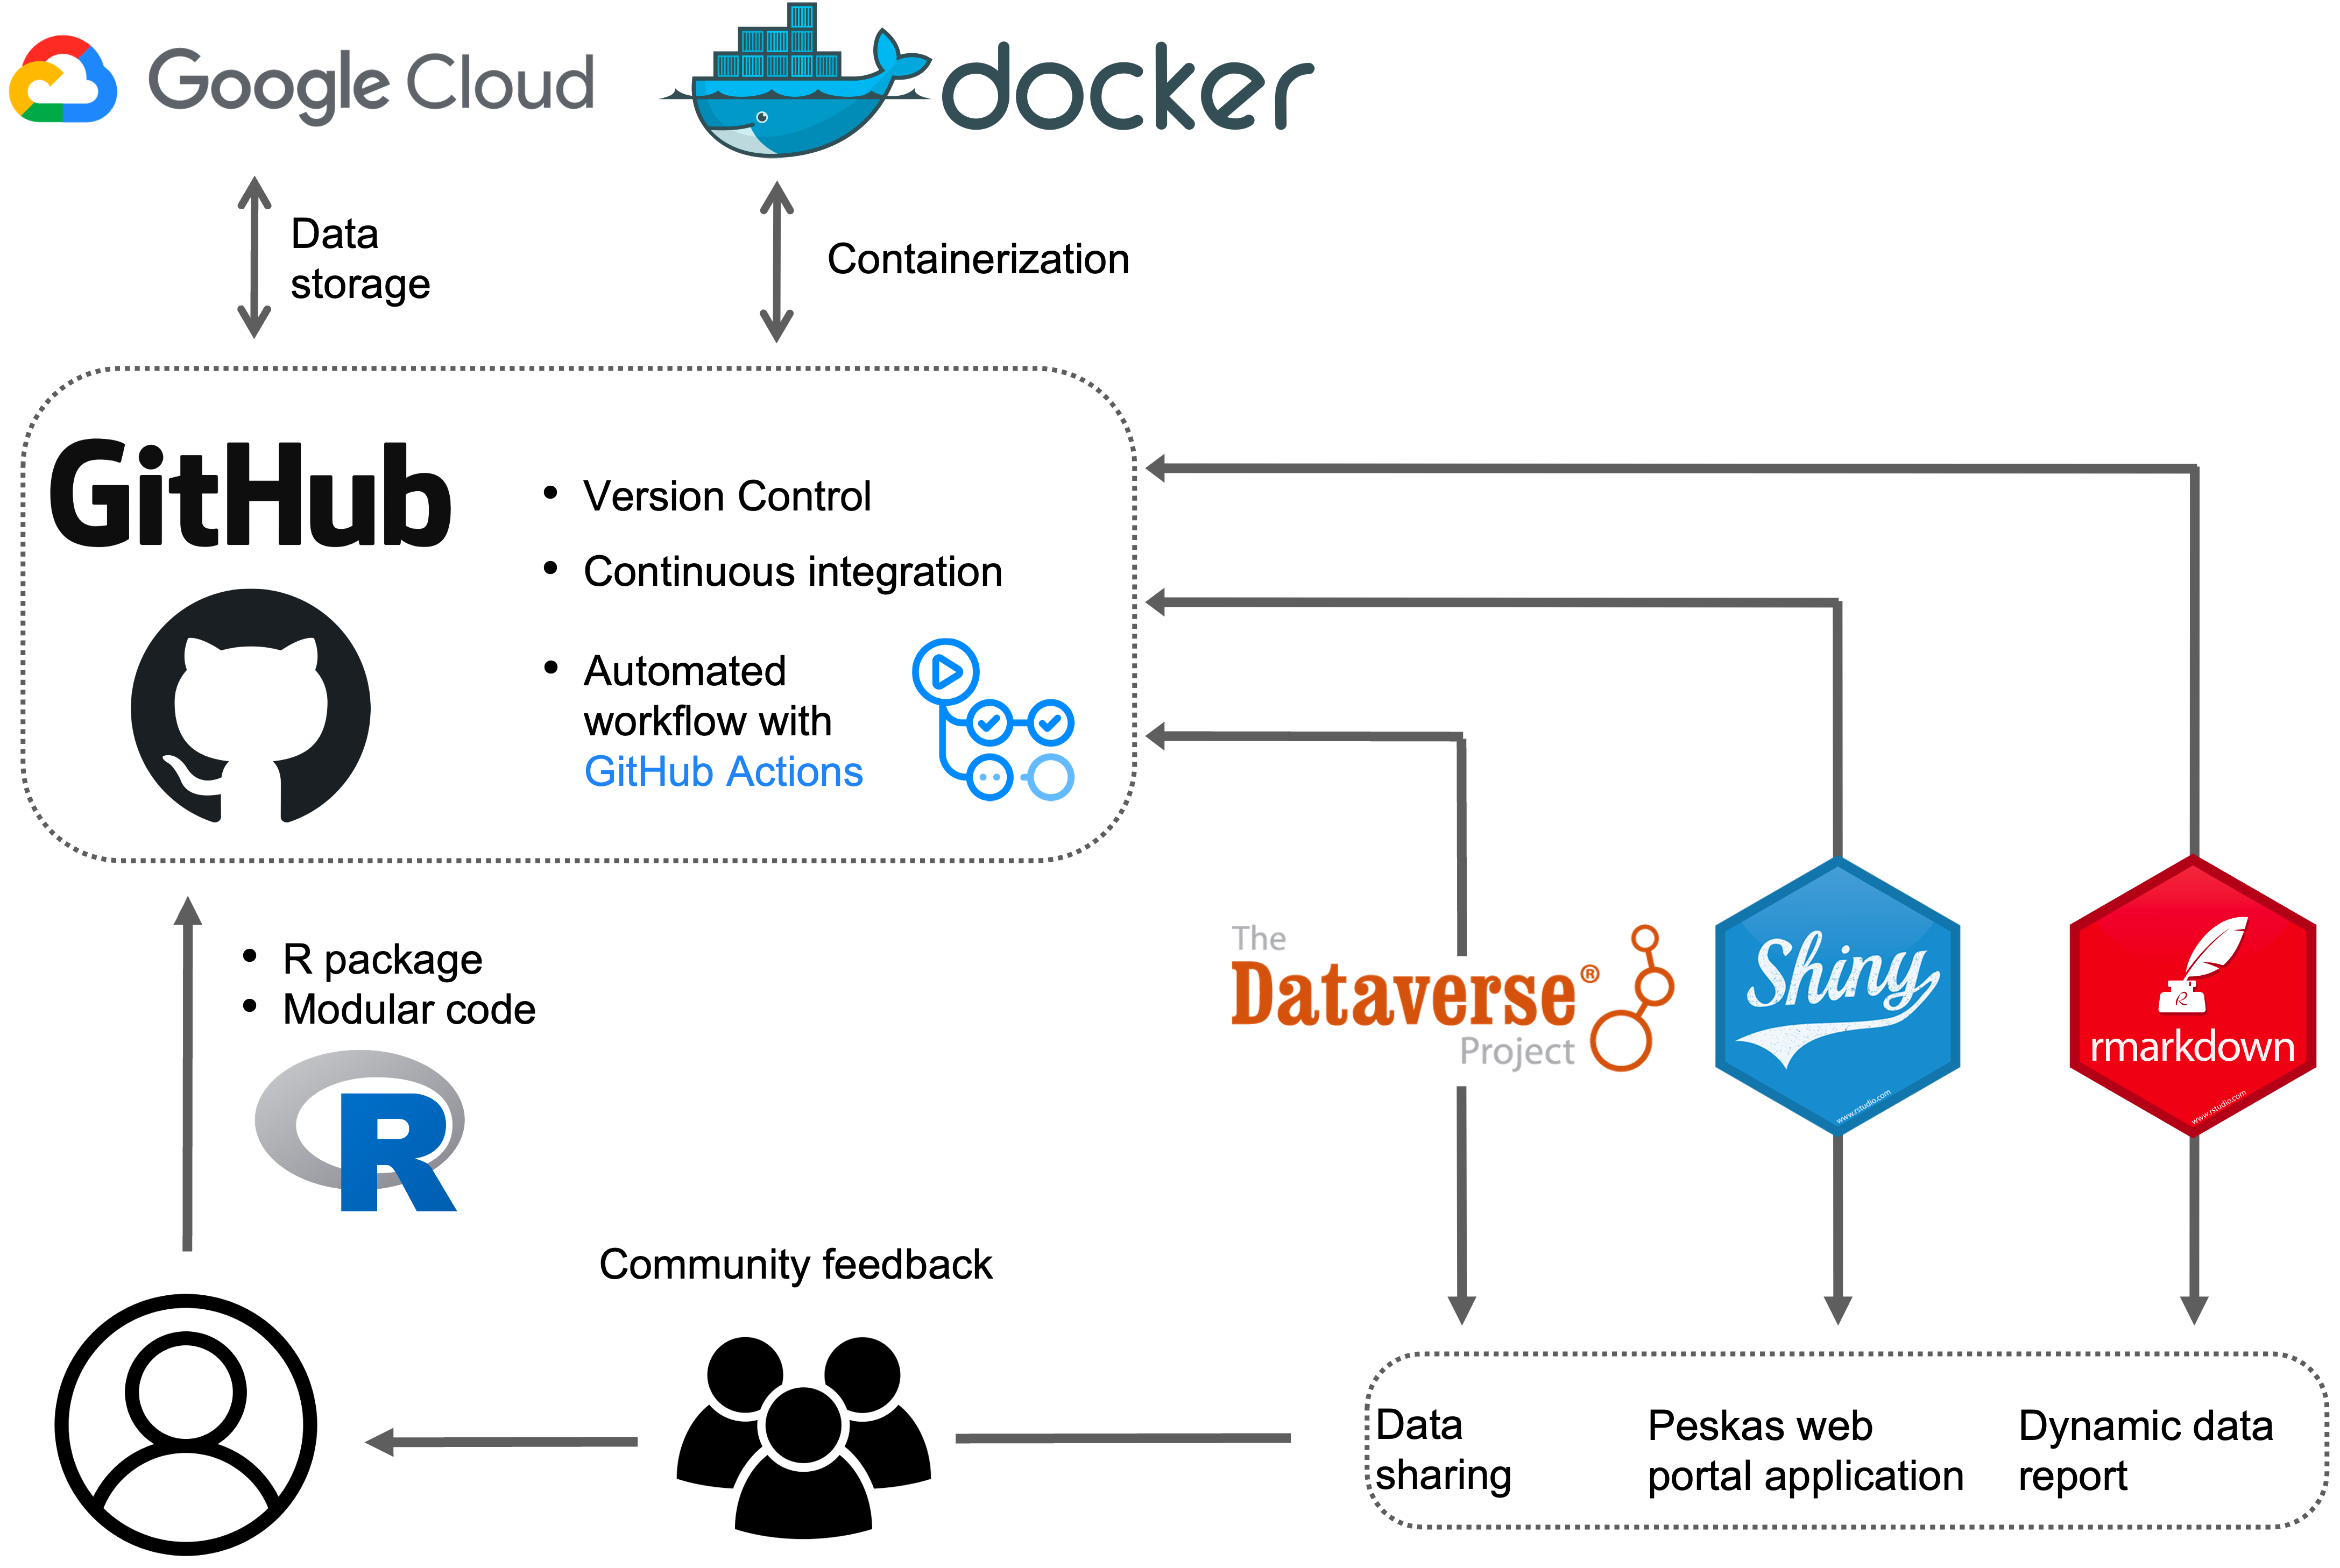 Google Cloud
docker
Data
storage
Containerization
GitHub
• Version Control
• Continuous integration
• Automated
workflow with
GitHub Actions
• R package
• Modular code
R
The
Dataverse®
Project
Shiny
www.rstudio.com
R
rmarkdown
www.rstudio.com
Community feedback
Data
sharing
Peskas web
portal application
Dynamic data
report